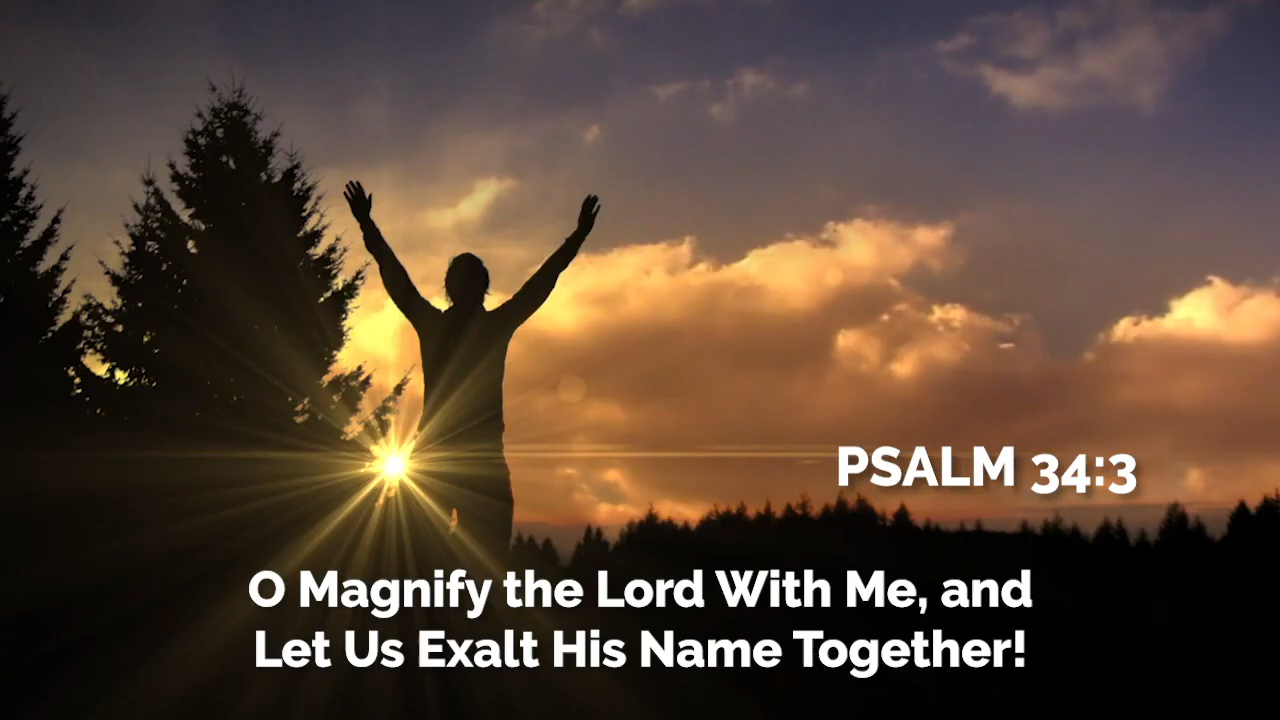 PSALM 34:3
O Magnify the Lord With Me, and
Let Us Exalt His Name Together!